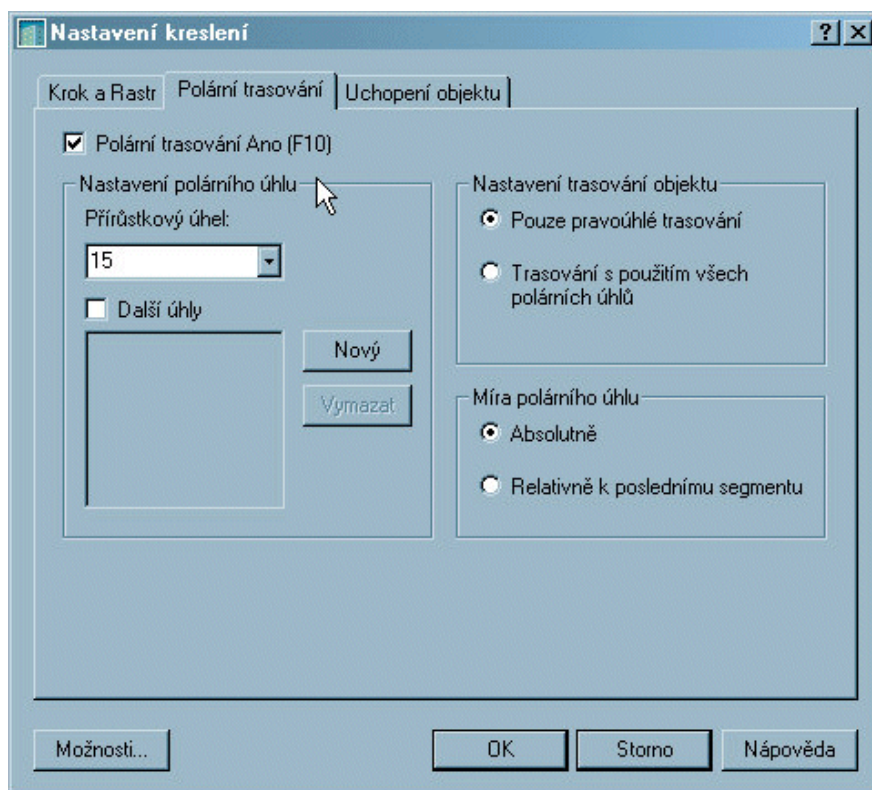 Nastavení kreslení
Krok a Rastr
Polární trasování
Uchopení objektu
Polární trasování Ano (F10)
Nastavení polárního úhlu
Přírůstkový úhel:
15
Další úhly
Nový
Vymazat
Nastavení trasování objektu
Pouze pravoúhlé trasování
Trasování s použitím všech
polárních úhlů
Míra polárního úhlu
Absolutně
Relativně k poslednímu segmentu
Možnosti...
OK
Storno
Nápověda